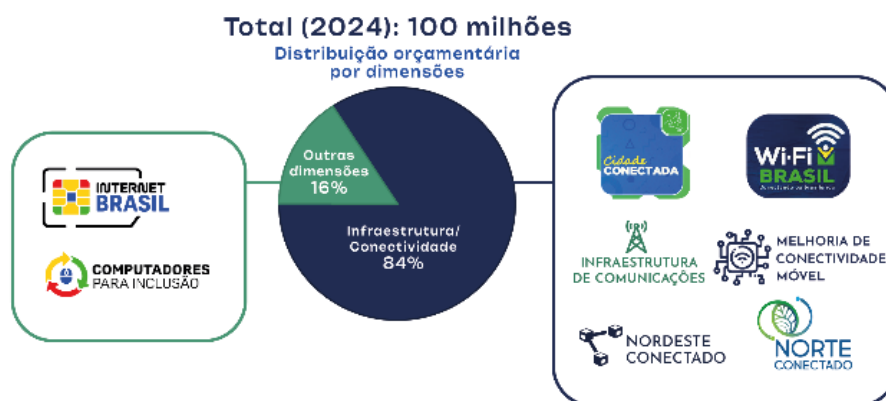 Total (2024): 100 milhões
Distribuição orçamentária
por dimensões
INTERNET
BRASIL
COMPUTADORES
PARA INCLUSÃO
Outras
dimensões
16%
Infraestrutura/
Conectividade
84%
Cidade
CONECTADA
Wi-Fi
BRASIL
INFRAESTRUTURA
DE COMUNICAÇÕES
MELHORIA DE
CONECTIVIDADE
MÓVEL
NORDESTE
CONECTADO
NORTE
CONECTADO